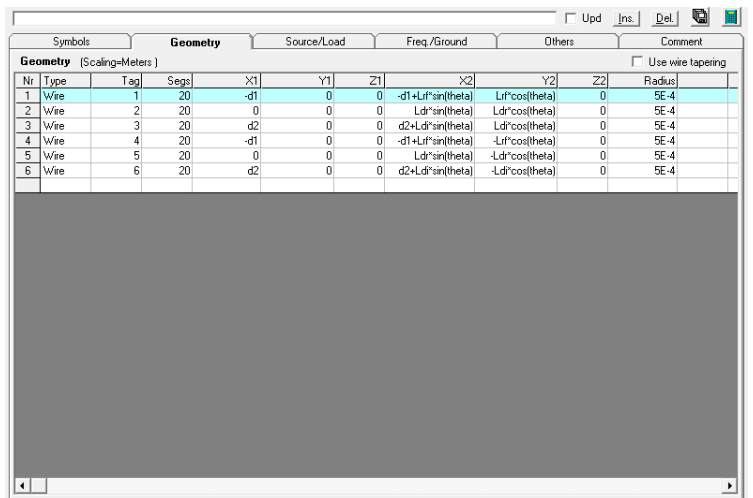 Upd Ins. Del.
Symbols Geometry Source/Load Freq./Ground Others Comment
Geometry (Scaling=Meters ) Use wire tapering
Nr Type Tag Segs X1 Y1 Z1 X2 Y2 Z2 Radius
1 Wire 1 20 -d1 0 0 -d1+Lrf*sin(theta) Lrf*cos(theta) 0 5E-4
2 Wire 2 20 0 0 0 Ldr*sin(theta) Ldr*cos(theta) 0 5E-4
3 Wire 3 20 d2 0 0 d2+Ldi*sin(theta) Ldi*cos(theta) 0 5E-4
4 Wire 4 20 -d1 0 0 -d1+Lrf*sin(theta) -Lrf*cos(theta) 0 5E-4
5 Wire 5 20 0 0 0 Ldr*sin(theta) -Ldr*cos(theta) 0 5E-4
6 Wire 6 20 d2 0 0 d2+Ldi*sin(theta) -Ldi*cos(theta) 0 5E-4